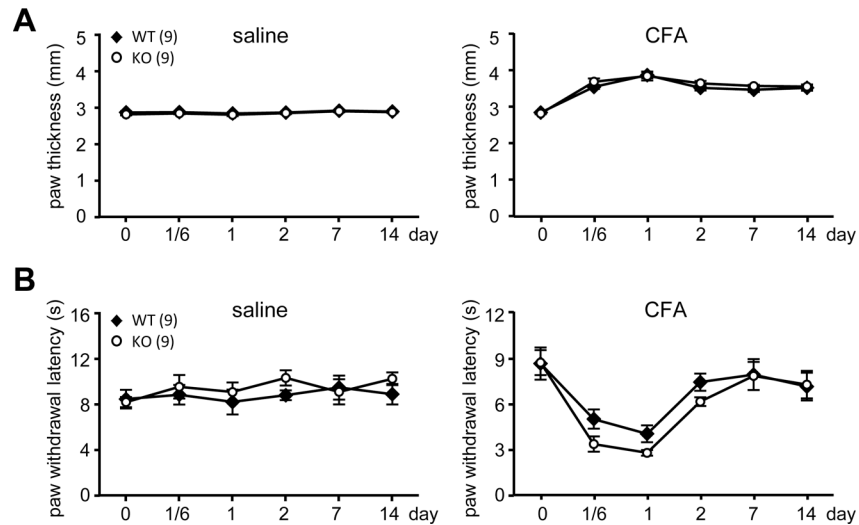 A
WT (9)
KO (9)
saline
CFA
paw thickness (mm)
5
4
3
2
1
0
0 1/6 1 2 7 14 day
paw thickness (mm)
5
4
3
2
1
0
0 1/6 1 2 7 14 day
B
WT (9)
KO (9)
saline
CFA
paw withdrawal latency (s)
16
12
8
4
0
0 1/6 1 2 7 14 day
paw withdrawal latency (s)
12
9
6
3
0
0 1/6 1 2 7 14 day